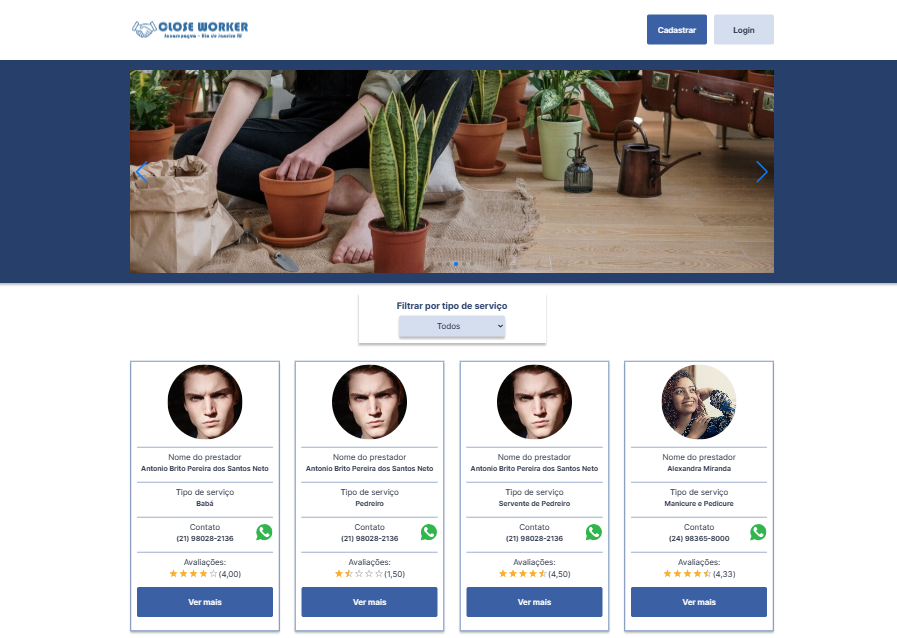 CLOSE WORKER
Cadastrar
Login
Filtrar por tipo de serviço
Todos
Nome do prestador
Antonio Brito Pereira dos Santos Neto
Tipo de serviço
Babá
Contato
(21) 98028-2136
Avaliações:
(4,00)
Ver mais
Nome do prestador
Antonio Brito Pereira dos Santos Neto
Tipo de serviço
Pedreiro
Contato
(21) 98028-2136
Avaliações:
(1,50)
Ver mais
Nome do prestador
Antonio Brito Pereira dos Santos Neto
Tipo de serviço
Servente de Pedreiro
Contato
(21) 98028-2136
Avaliações:
(4,50)
Ver mais
Nome do prestador
Alexandra Miranda
Tipo de serviço
Manicure e Pedicure
Contato
(24) 98365-8000
Avaliações:
(4,33)
Ver mais